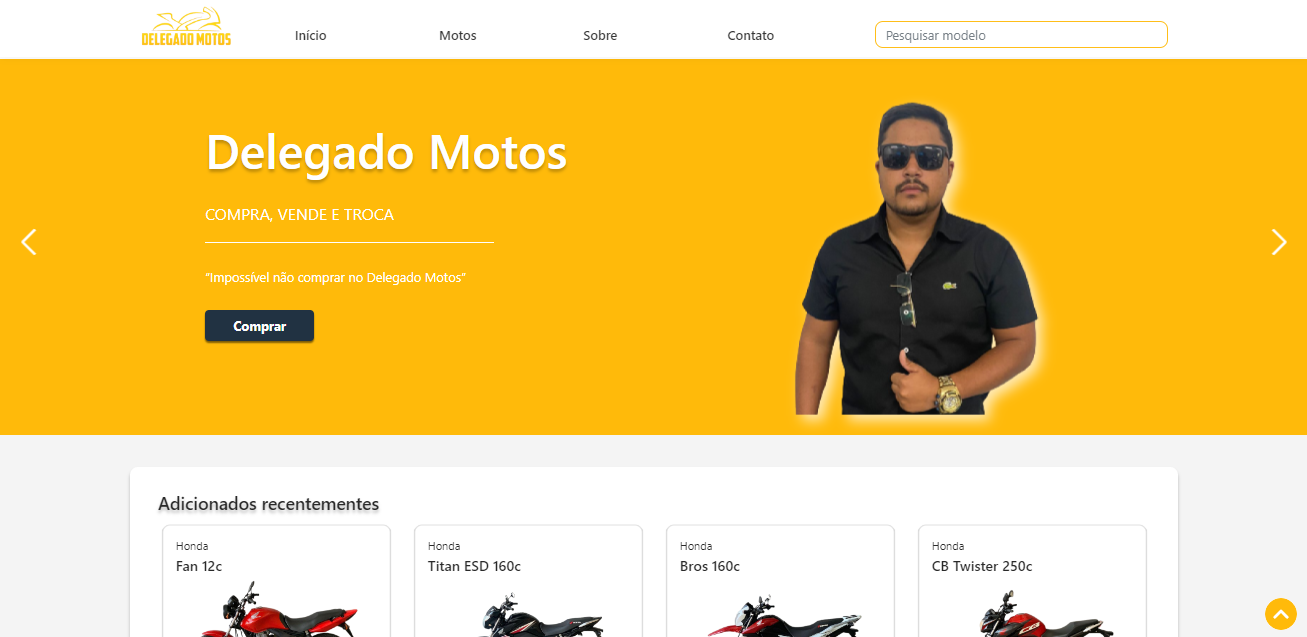 DELEGADO MOTOS
Início
Motos
Sobre
Contato
Pesquisar modelo
Delegado Motos
COMPRA, VENDE E TROCA
"Impossível não comprar no Delegado Motos"
Comprar
Adicionados recentemente
Honda
Fan 12c
Honda
Titan ESD 160c
Honda
Bros 160c
Honda
CB Twister 250c